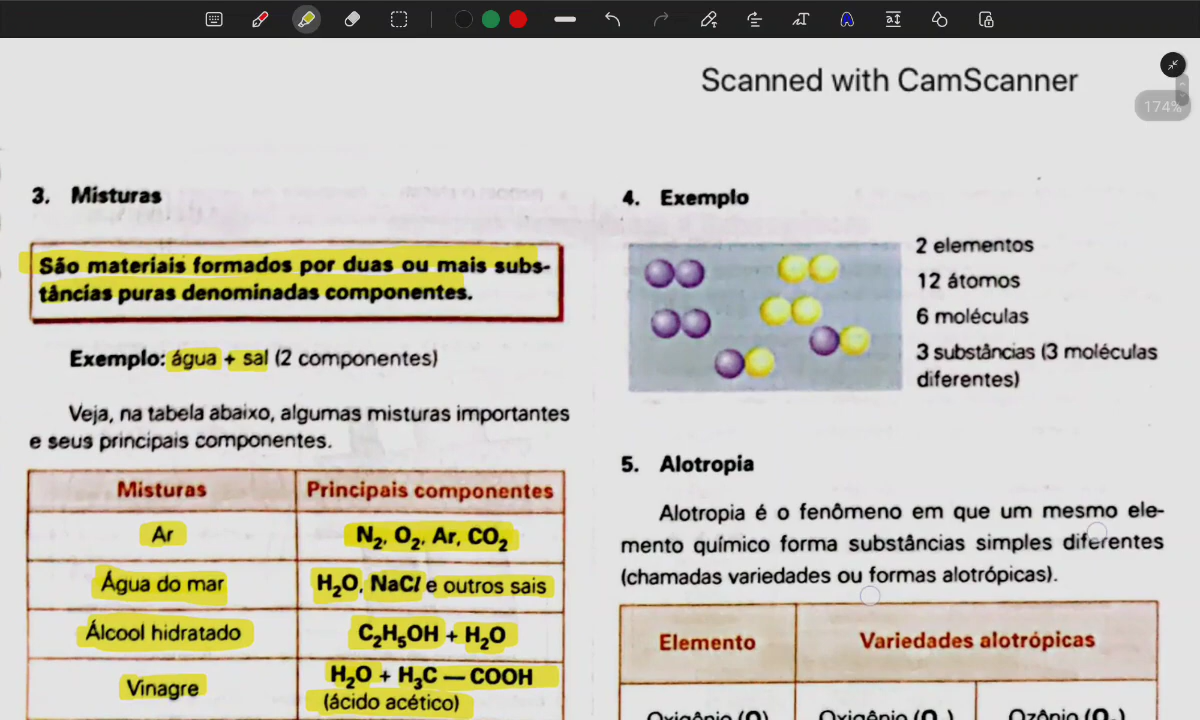 Scanned with CamScanner
174%
3. Misturas
São materiais formados por duas ou mais subs-
tâncias puras denominadas componentes.
Exemplo: água + sal (2 componentes)
Veja, na tabela abaixo, algumas misturas importantes
e seus principais componentes.
Misturas Principais componentes
Ar N₂, O₂, Ar, CO₂
Água do mar H₂O, NaCl e outros sais
Álcool hidratado C₂H₅OH + H₂O
Vinagre H₂O + H₃C — COOH
(ácido acético)
4. Exemplo
2 elementos
12 átomos
6 moléculas
3 substâncias (3 moléculas
diferentes)
5. Alotropia
Alotropia é o fenômeno em que um mesmo ele-
mento químico forma substâncias simples diferentes
(chamadas variedades ou formas alotrópicas).
Elemento Variedades alotrópicas
Oxigênio (O) Oxigênio (O Ozônio (O